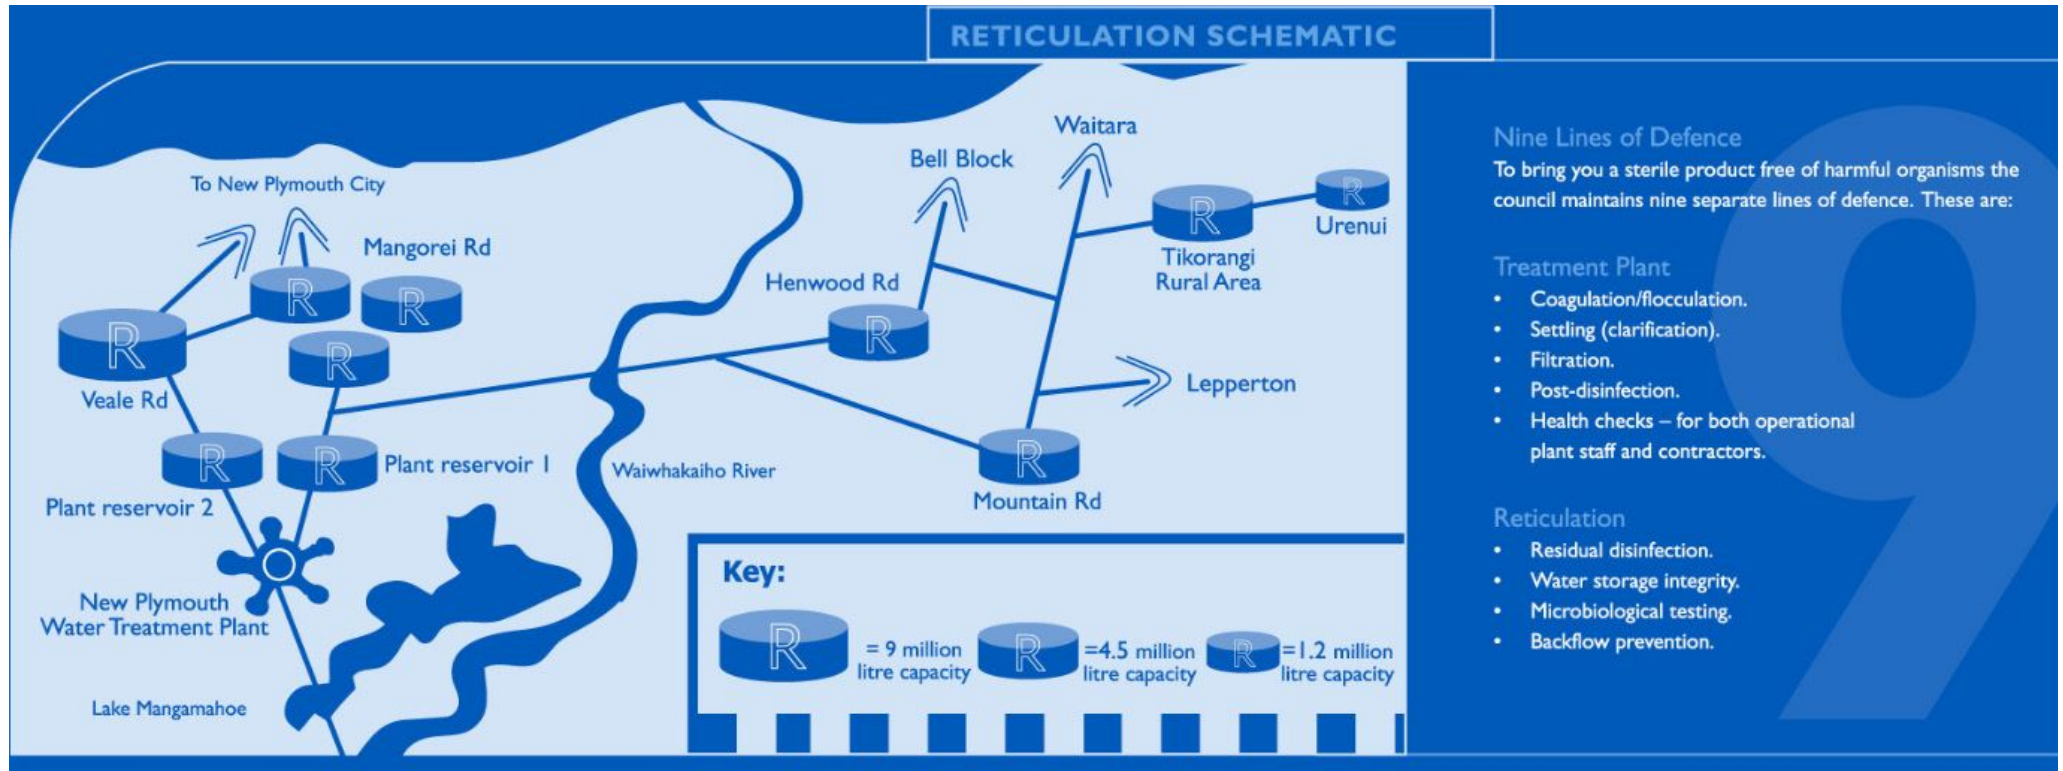 RETICULATION SCHEMATIC
To New Plymouth City
Mangorei Rd
R
R
R
R
Veale Rd
R
Plant reservoir 2
R
Plant reservoir 1
New Plymouth
Water Treatment Plant
Lake Mangamahoe
Waiwhakaiho River
Henwood Rd
R
Bell Block
Waitara
R
Tikorangi
Rural Area
R
Urenui
Lepperton
R
Mountain Rd
Key:
R
= 9 million
litre capacity
R
=4.5 million
litre capacity
R
=1.2 million
litre capacity
9
Nine Lines of Defence
To bring you a sterile product free of harmful organisms the
council maintains nine separate lines of defence. These are:
Treatment Plant
• Coagulation/flocculation.
• Settling (clarification).
• Filtration.
• Post-disinfection.
• Health checks – for both operational
plant staff and contractors.
Reticulation
• Residual disinfection.
• Water storage integrity.
• Microbiological testing.
• Backflow prevention.